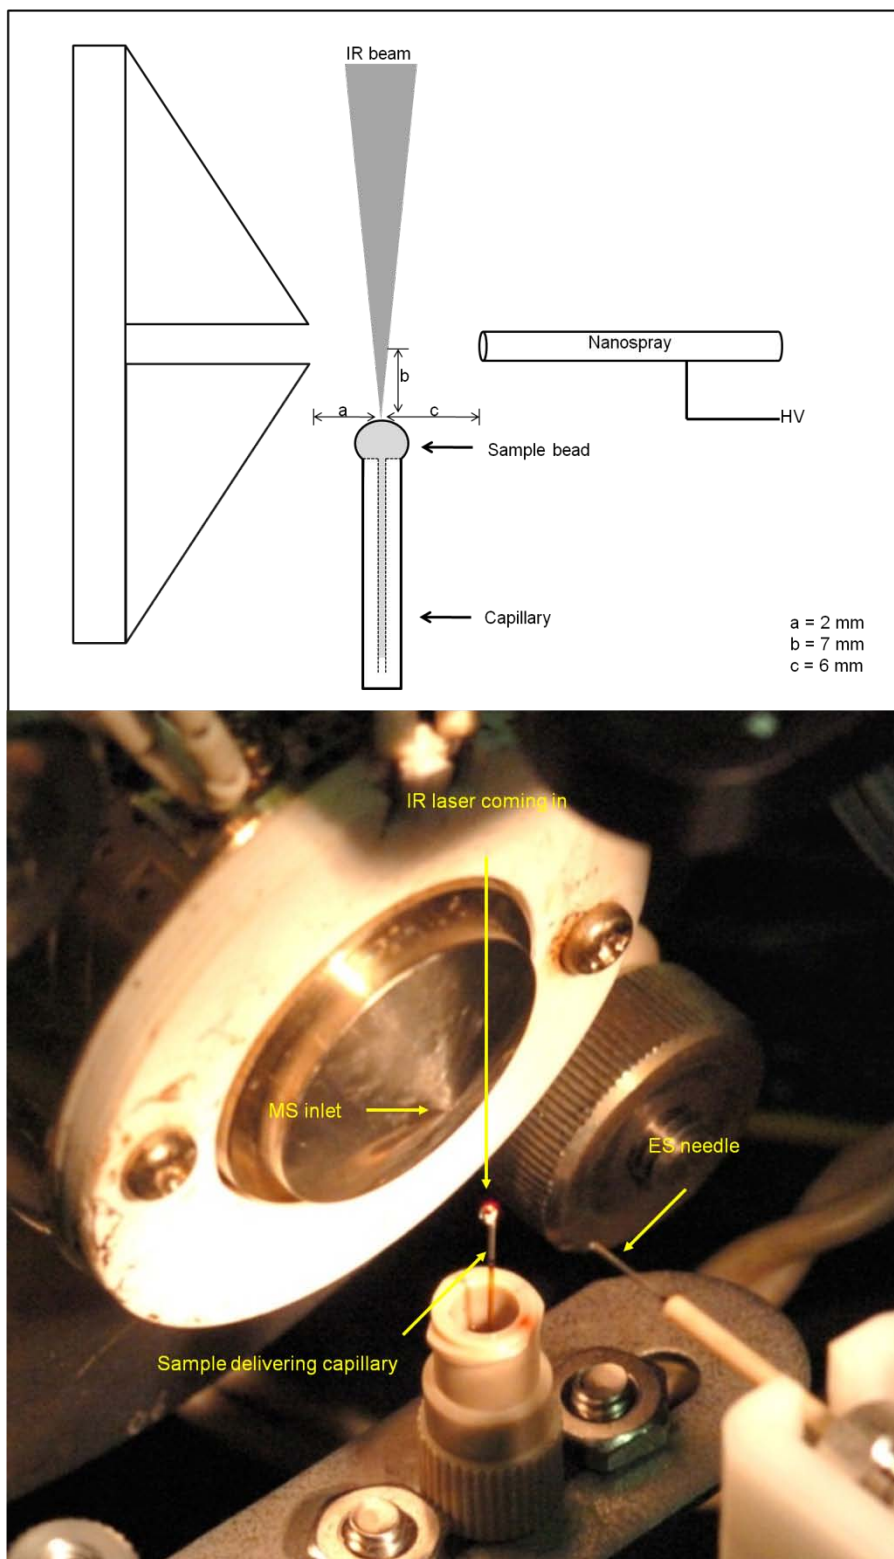 IR beam
Nanospray
b
a
c
HV
Sample bead
Capillary
a = 2 mm
b = 7 mm
c = 6 mm
IR laser coming in
MS inlet
ES needle
Sample delivering capillary